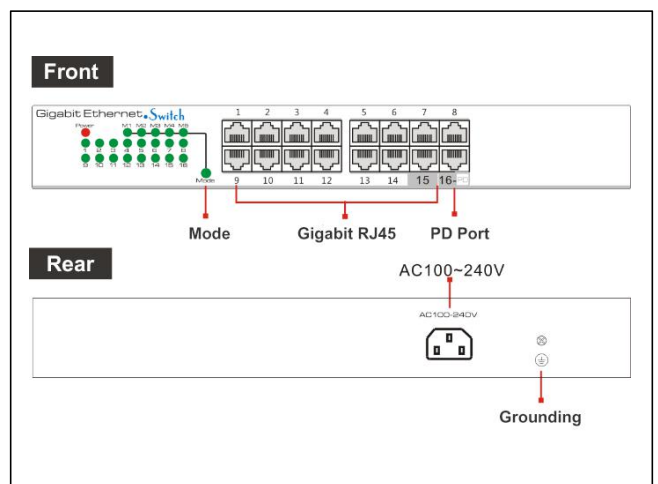 Front
Gigabit Ethernet Switch
Power M1 M2 M3 M4 M5
1 2 3 4 5 6 7 8
9 10 11 12 13 14 15 16
Mode
1 2 3 4 5 6 7 8
9 10 11 12 13 14 15 16-PD
Mode Gigabit RJ45 PD Port
Rear
AC100~240V
AC100-240V
Grounding